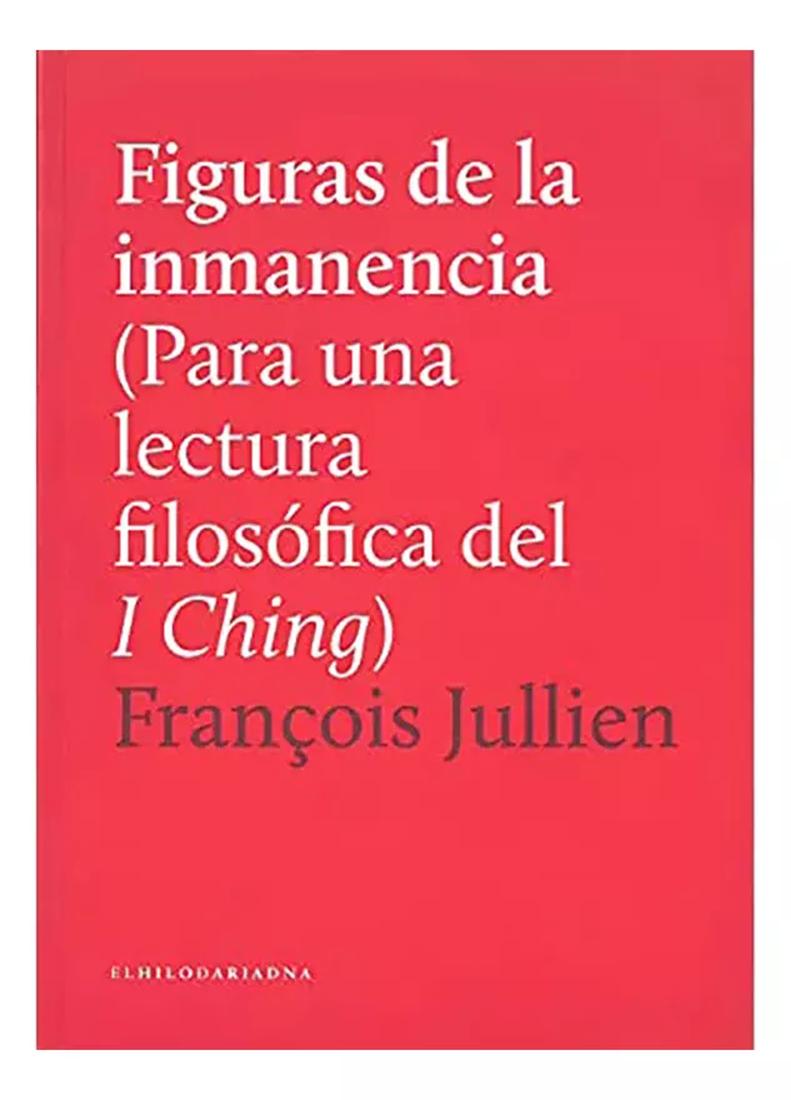 Figuras de la
inmanencia
(Para una
lectura
filosófica del
I Ching)
François Jullien
ELHILODARIADNA